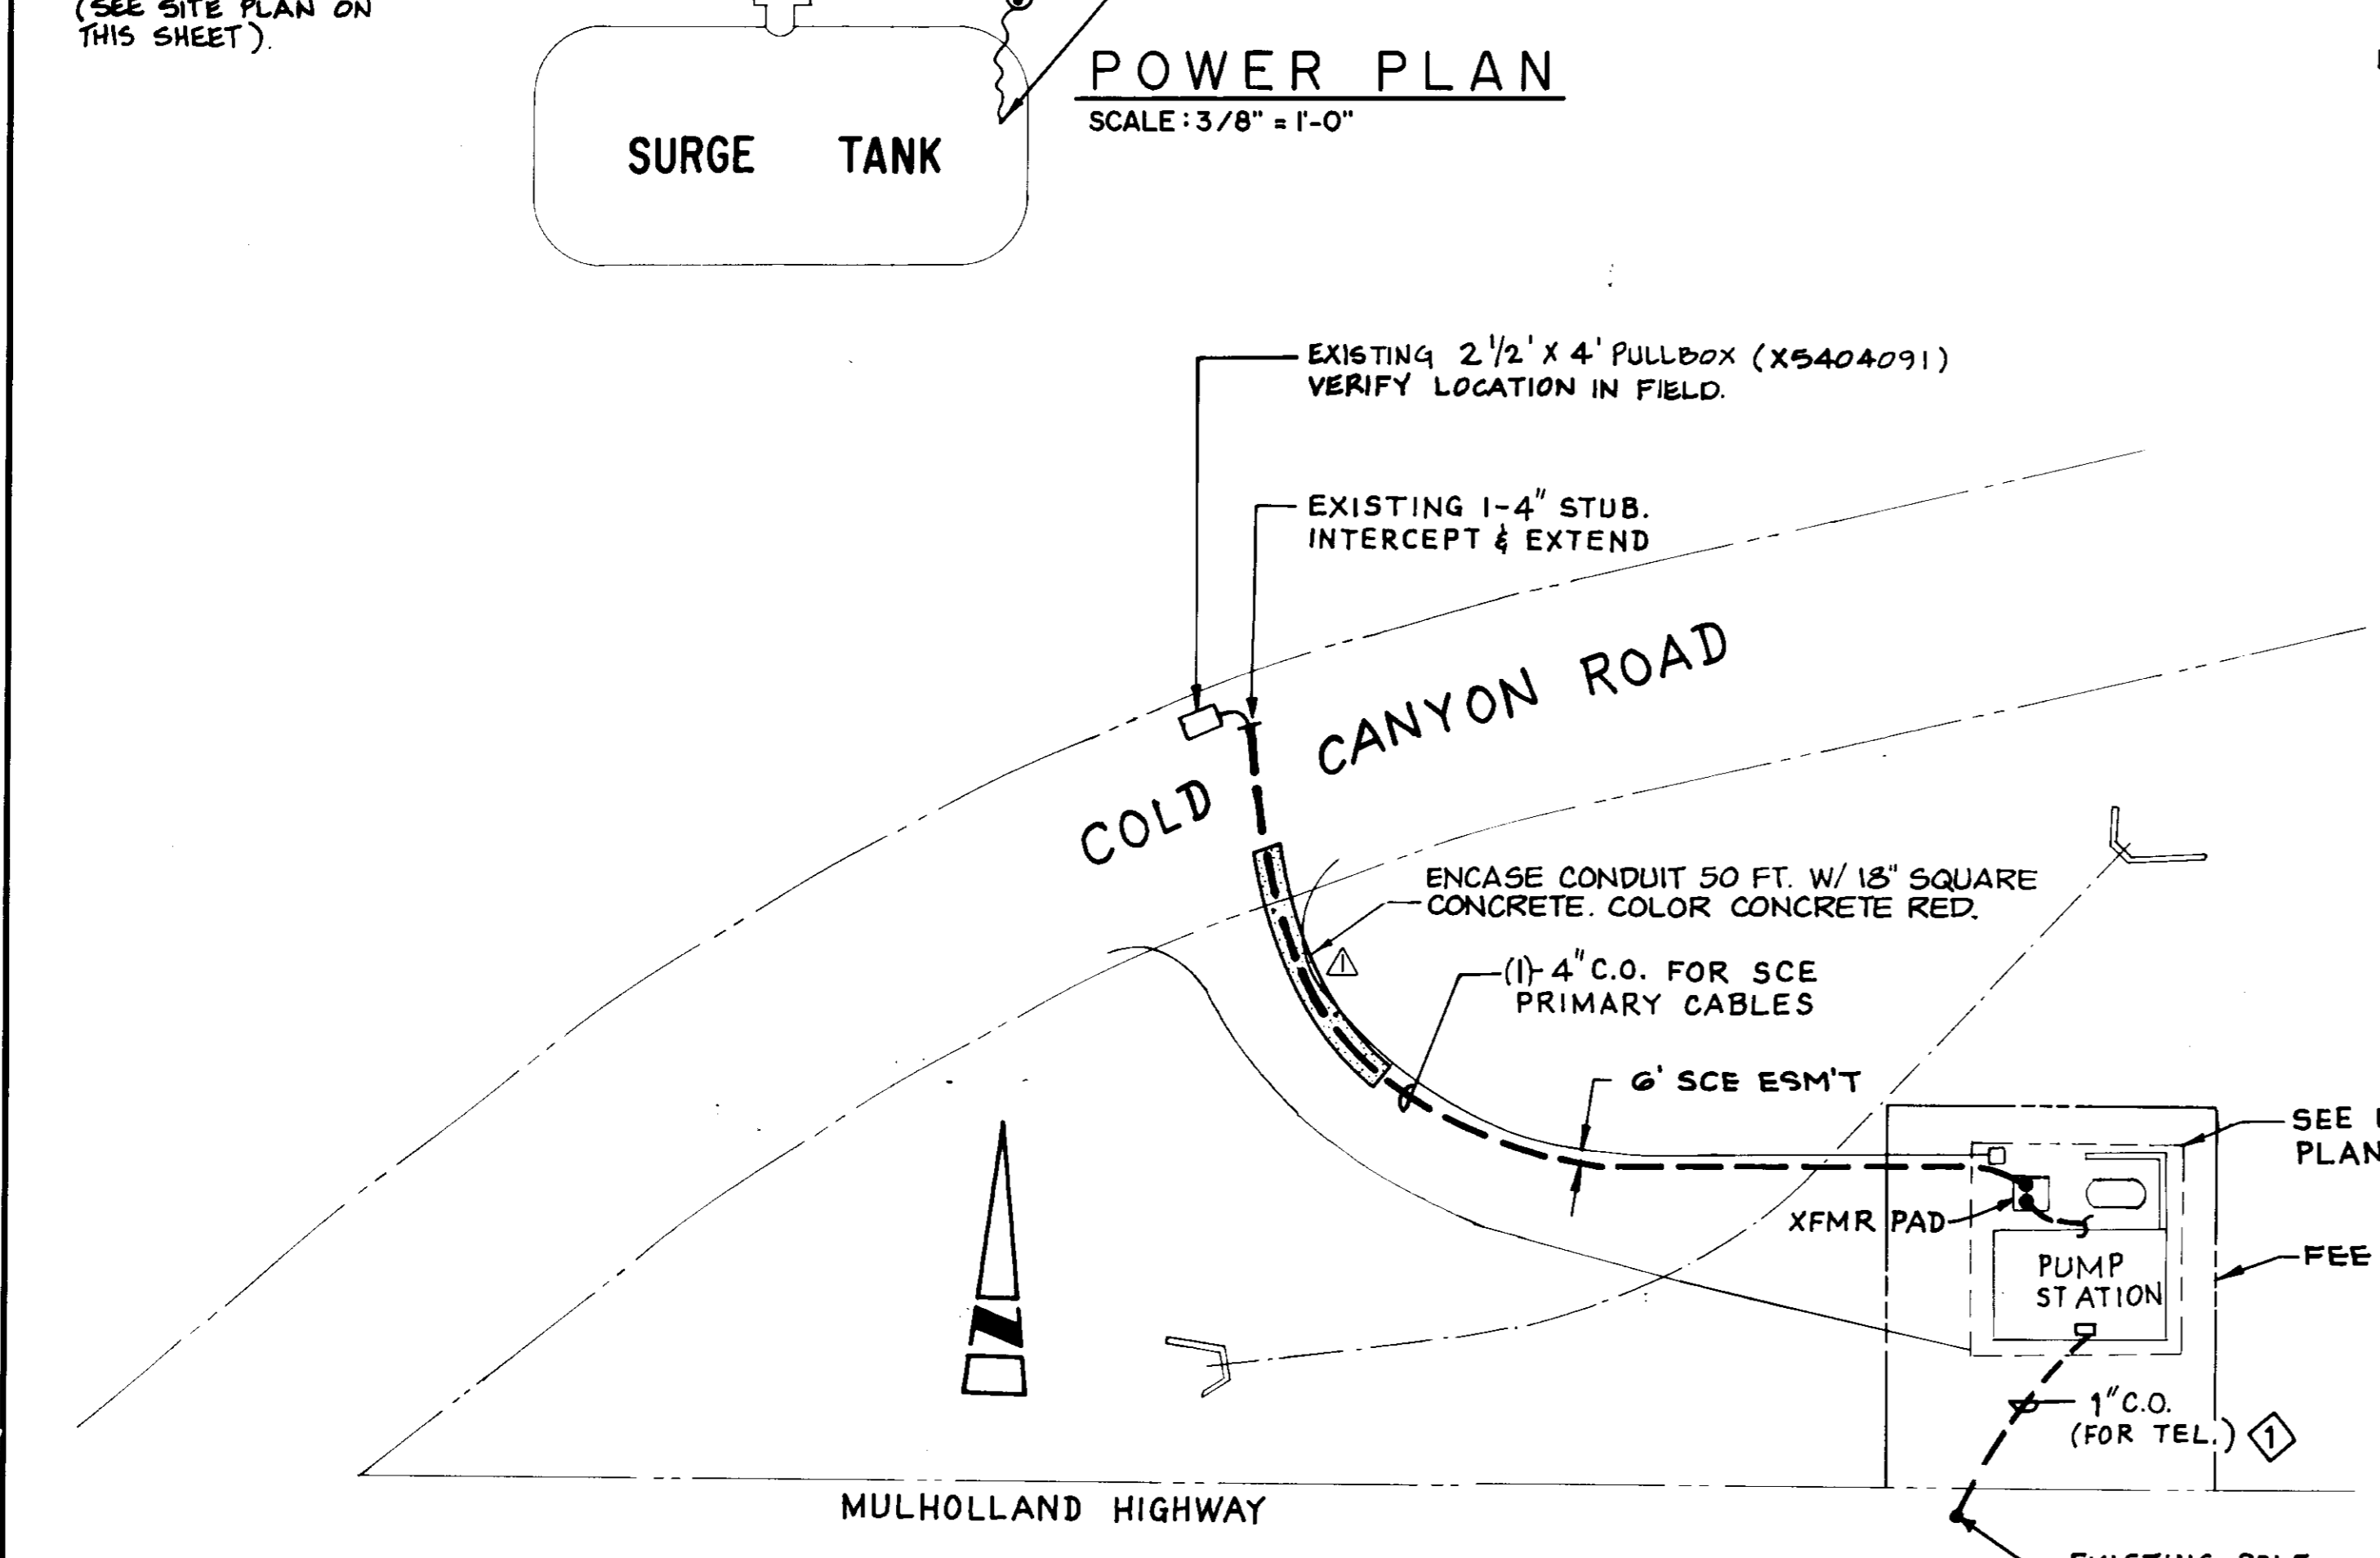 (SEE SITE PLAN ON
THIS SHEET).
POWER PLAN
SCALE: 3/8" = 1'-0"
SURGE TANK
EXISTING 2 1/2' X 4' PULLBOX (X5404091)
VERIFY LOCATION IN FIELD.
EXISTING 1-4" STUB.
INTERCEPT & EXTEND
COLD CANYON ROAD
ENCASE CONDUIT 50 FT. W/ 18" SQUARE
CONCRETE. COLOR CONCRETE RED.
1
(1)-4" C.O. FOR SCE
PRIMARY CABLES
6' SCE ESM'T
SEE
PLAN
XFMR PAD
PUMP
STATION
FEE
N
1" C.O.
(FOR TEL.) 1
MULHOLLAND HIGHWAY